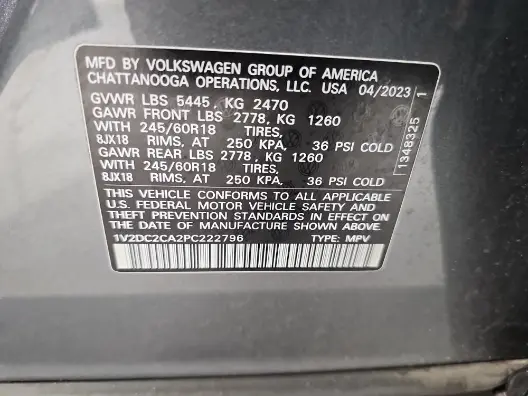 MFD BY VOLKSWAGEN GROUP OF AMERICA
CHATTANOOGA OPERATIONS, LLC. USA 04/2023
GVWR LBS 5445, KG 2470
GAWR FRONT LBS 2778, KG 1260
WITH 245/60R18 TIRES,
8JX18 RIMS, AT 250 KPA, 36 PSI COLD
GAWR REAR LBS 2778, KG 1260
WITH 245/60R18 TIRES,
8JX18 RIMS, AT 250 KPA, 36 PSI COLD
THIS VEHICLE CONFORMS TO ALL APPLICABLE
U.S. FEDERAL MOTOR VEHICLE SAFETY AND
THEFT PREVENTION STANDARDS IN EFFECT ON
THE DATE OF MANUFACTURE SHOWN ABOVE.
1V2DC2CA2PC222796 TYPE: MPV
1348325 1